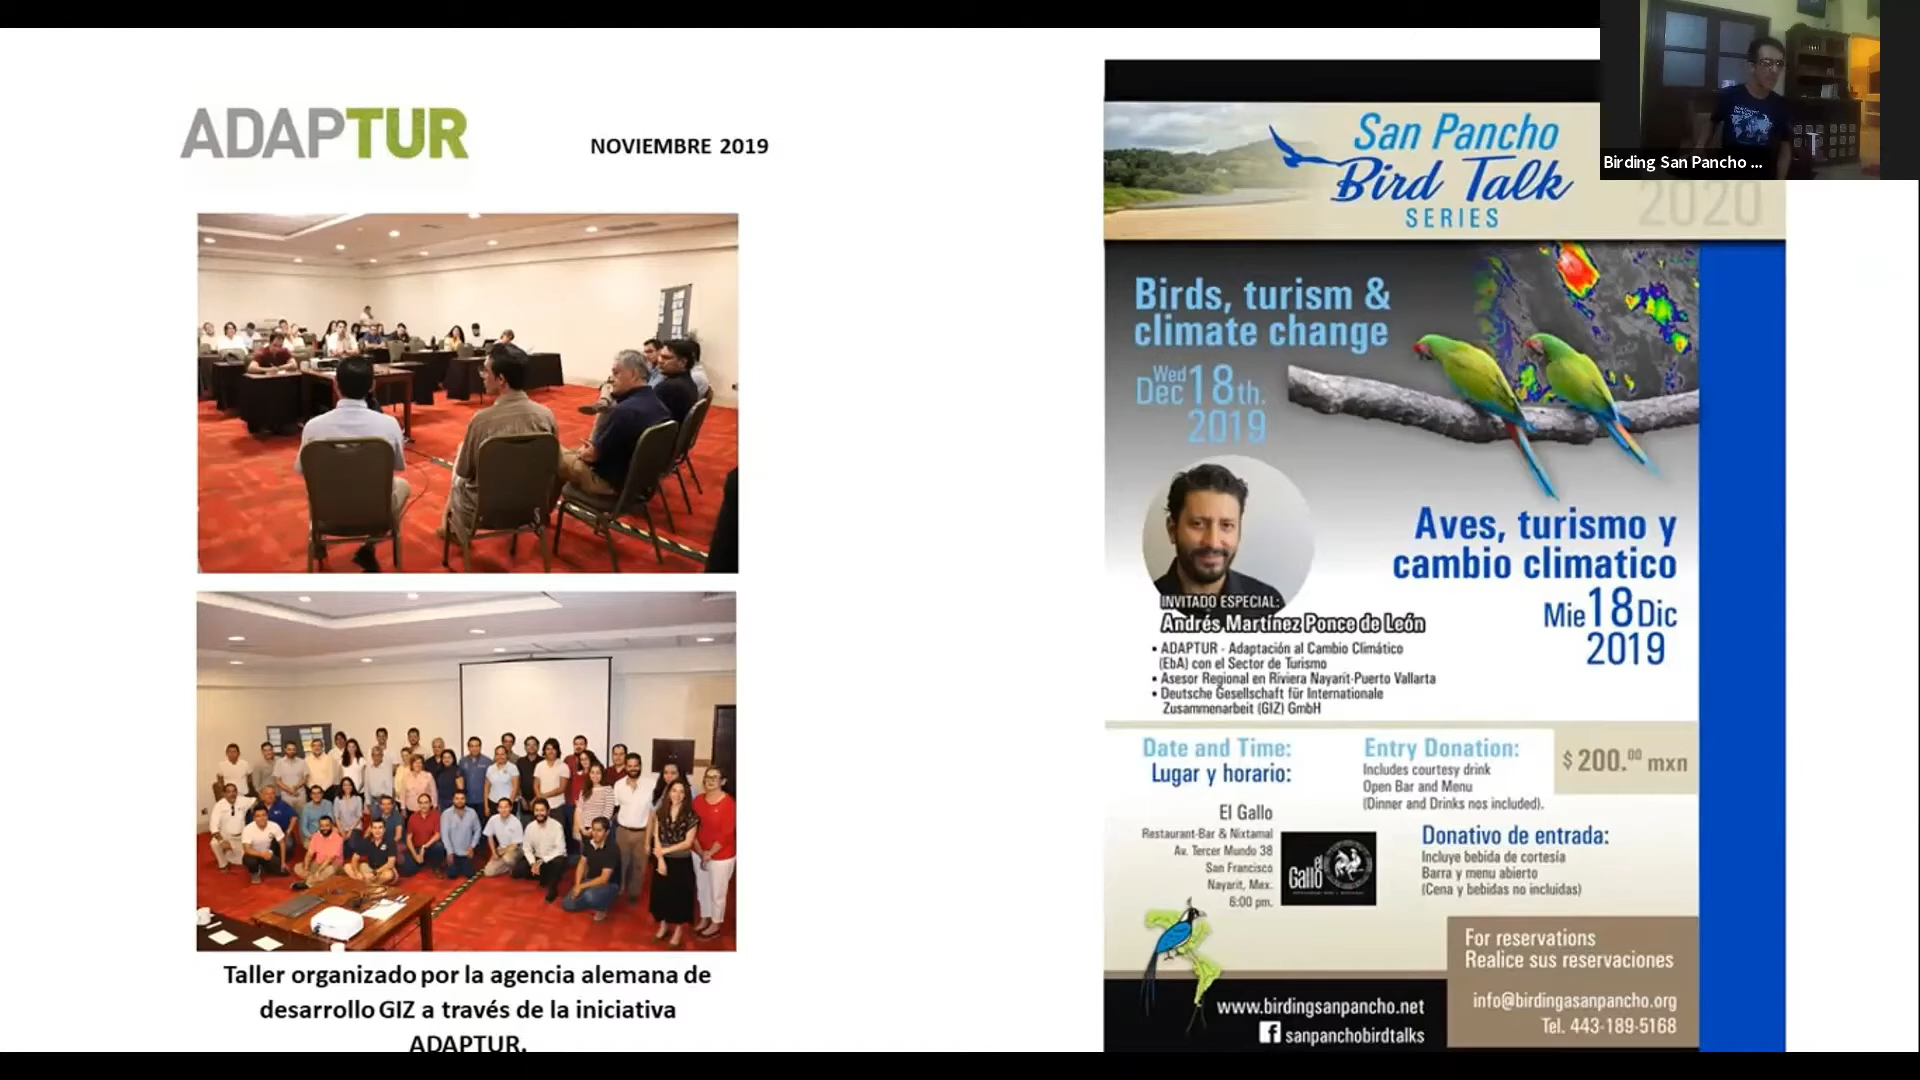 ADAPTUR
NOVIEMBRE 2019
Taller organizado por la agencia alemana de
desarrollo GIZ a través de la iniciativa
ADAPTUR.
San Pancho
Bird Talk
SERIES
2020
Birding San Pancho ...
Birds, turism &
climate change
Wed
Dec 18th.
2019
Aves, turismo y
cambio climatico
Mie 18 Dic
2019
INVITADO ESPECIAL:
Andrés Martínez Ponce de León
• ADAPTUR - Adaptación al Cambio Climático
(EbA) con el Sector de Turismo
• Asesor Regional en Riviera Nayarit-Puerto Vallarta
• Deutsche Gesellschaft für Internationale
Zusammenarbeit (GIZ) GmbH
Date and Time:
Lugar y horario:
El Gallo
Restaurant-Bar & Nixtamal
Av. Tercer Mundo 38
San Francisco
Nayarit, Mex.
6:00 pm.
el
Gallo
Entry Donation:
Includes courtesy drink
Open Bar and Menu
(Dinner and Drinks nos included).
$200.00 mxn
Donativo de entrada:
Incluye bebida de cortesía
Barra y menu abierto
(Cena y bebidas no incluidas)
For reservations
Realice sus reservaciones
info@birdingasanpancho.org
Tel. 443-189-5168
www.birdingsanpancho.net
sanpanchobirdtalks